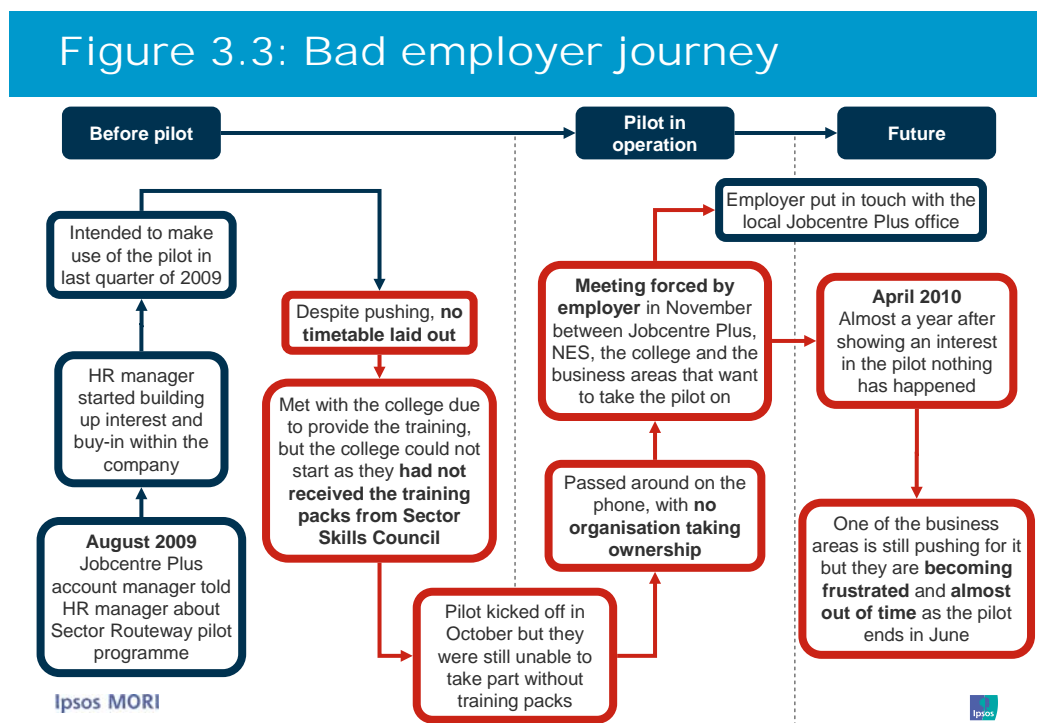 Figure 3.3: Bad employer journey
Before pilot
Pilot in
operation
Future
August 2009
Jobcentre Plus
account manager told
HR manager about
Sector Routeway pilot
programme
HR manager
started building
up interest and
buy-in within the
company
Intended to make
use of the pilot in
last quarter of 2009
Despite pushing, no
timetable laid out
Met with the college due
to provide the training,
but the college could not
start as they had not
received the training
packs from Sector
Skills Council
Pilot kicked off in
October but they
were still unable to
take part without
training packs
Passed around on the
phone, with no
organisation taking
ownership
Meeting forced by
employer in November
between Jobcentre Plus,
NES, the college and the
business areas that want
to take the pilot on
Employer put in touch with the
local Jobcentre Plus office
April 2010
Almost a year after
showing an interest
in the pilot nothing
has happened
One of the business
areas is still pushing for it
but they are becoming
frustrated and almost
out of time as the pilot
ends in June
Ipsos MORI
Ipsos